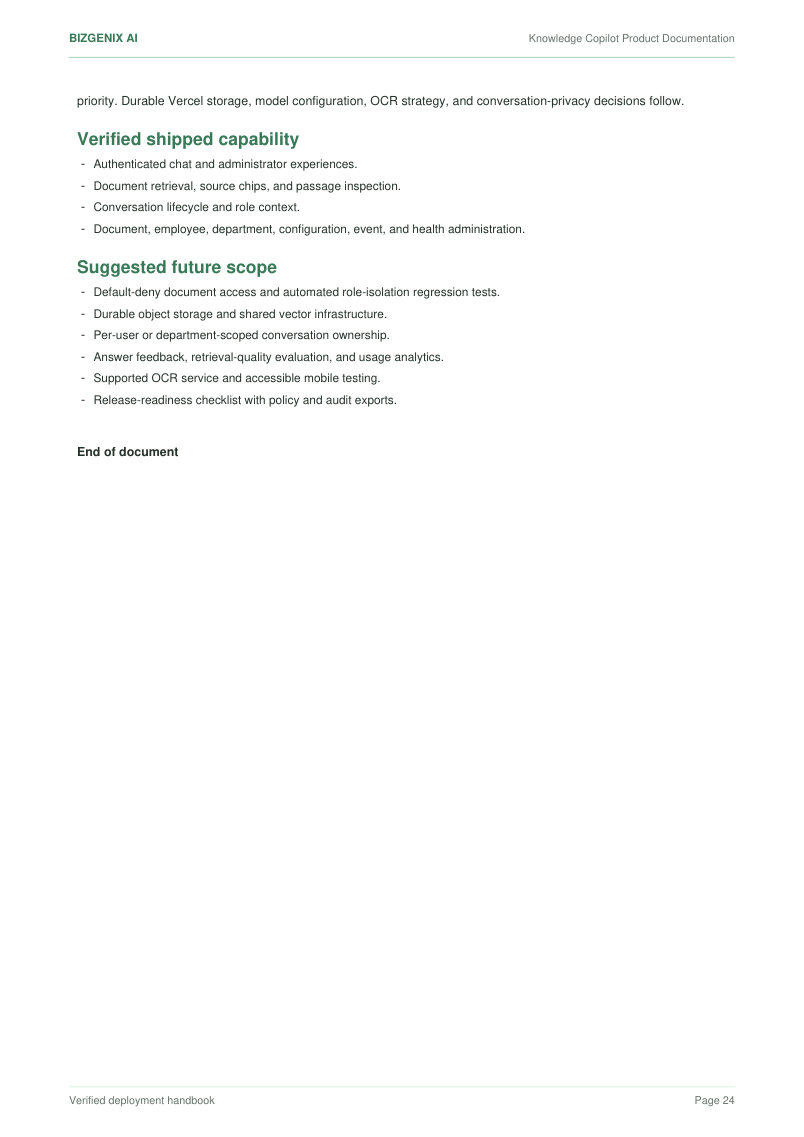 BIZGENIX AI
Knowledge Copilot Product Documentation
priority. Durable Vercel storage, model configuration, OCR strategy, and conversation-privacy decisions follow.
Verified shipped capability
- Authenticated chat and administrator experiences.
- Document retrieval, source chips, and passage inspection.
- Conversation lifecycle and role context.
- Document, employee, department, configuration, event, and health administration.
Suggested future scope
- Default-deny document access and automated role-isolation regression tests.
- Durable object storage and shared vector infrastructure.
- Per-user or department-scoped conversation ownership.
- Answer feedback, retrieval-quality evaluation, and usage analytics.
- Supported OCR service and accessible mobile testing.
- Release-readiness checklist with policy and audit exports.
End of document
Verified deployment handbook
Page 24